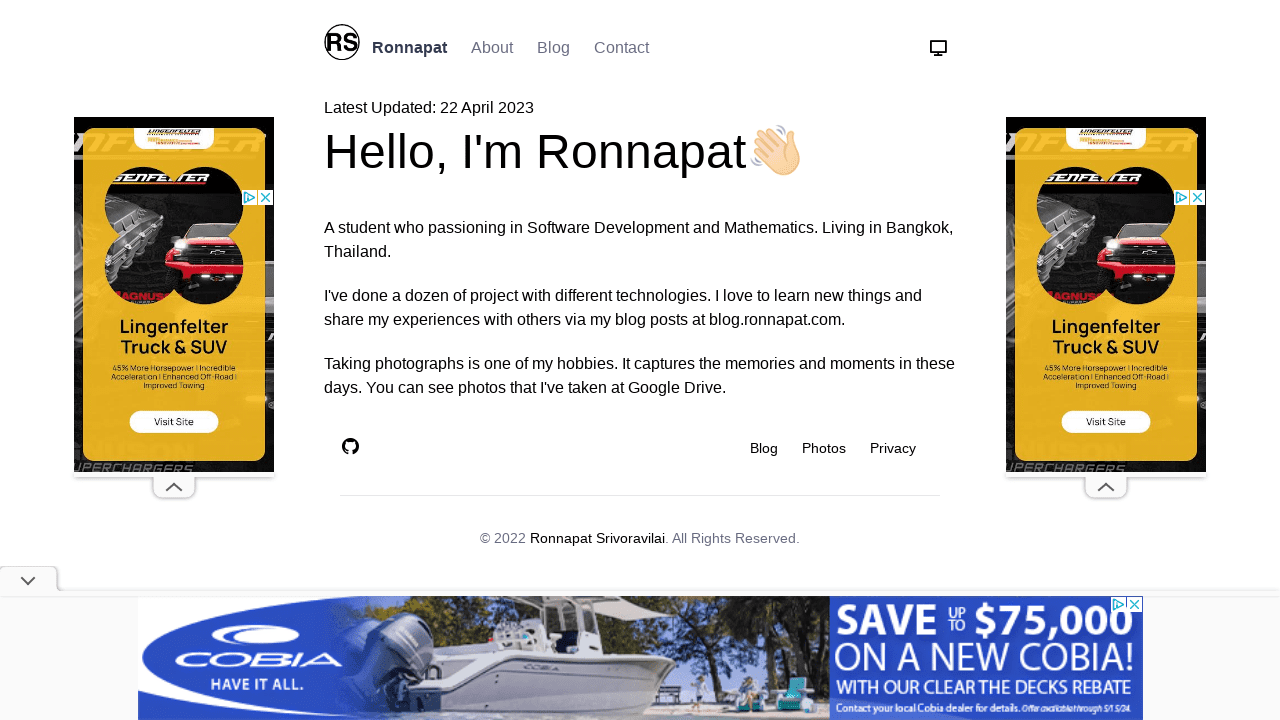 RS
Ronnapat
About
Blog
Contact
Latest Updated: 22 April 2023
Hello, I'm Ronnapat👋🏻
A student who passioning in Software Development and Mathematics. Living in Bangkok,
Thailand.
I've done a dozen of project with different technologies. I love to learn new things and
share my experiences with others via my blog posts at blog.ronnapat.com.
Taking photographs is one of my hobbies. It captures the memories and moments in these
days. You can see photos that I've taken at Google Drive.
Blog
Photos
Privacy
© 2022 Ronnapat Srivoravilai. All Rights Reserved.
LINGENFELTER
Lingenfelter
Truck & SUV
45% More Horsepower | Incredible
Acceleration | Enhanced Off-Road |
Improved Towing
Visit Site
LINGENFELTER
Lingenfelter
Truck & SUV
45% More Horsepower | Incredible
Acceleration | Enhanced Off-Road |
Improved Towing
Visit Site
COBIA
HAVE IT ALL.
SAVE UP TO $75,000
ON A NEW COBIA!
WITH OUR CLEAR THE DECKS REBATE
Contact your local Cobia dealer for details. Offer available through 5/15/24.